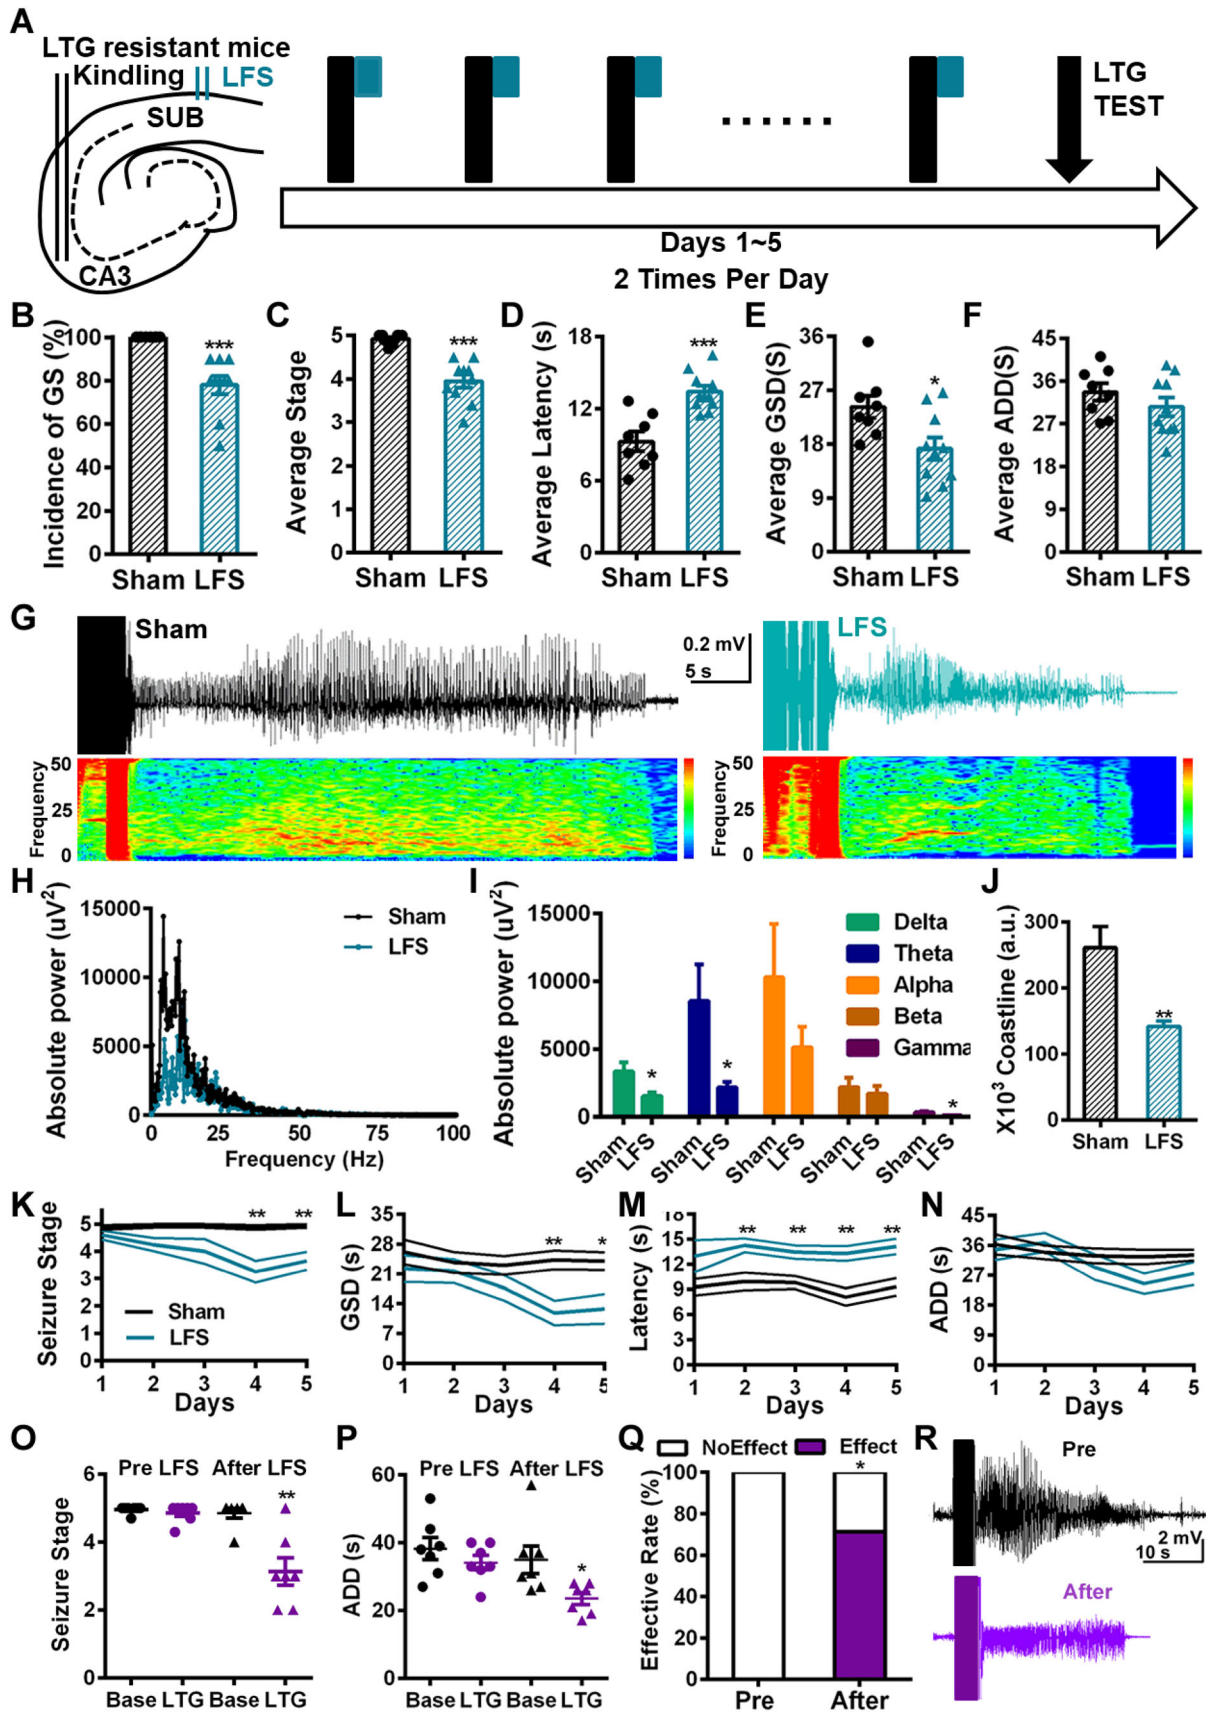 A
LTG resistant mice
Kindling LFS
SUB
CA3
LTG
TEST
Days 1~5
2 Times Per Day
B
Incidence of GS (%)
100
80
60
40
20
0
***
Sham LFS
C
Average Stage
5
4
3
2
1
0
***
Sham LFS
D
Average Latency (s)
18
12
6
0
***
Sham LFS
E
Average GSD(S)
36
27
18
9
0
*
Sham LFS
F
Average ADD(S)
45
36
27
18
9
0
Sham LFS
G
Sham
0.2 mV
5 s
LFS
Frequency
50
25
0
Frequency
50
25
0
H
Absolute power (uV²)
15000
10000
5000
0
0 25 50 75 100
Frequency (Hz)
Sham
LFS
I
Absolute power (uV²)
15000
10000
5000
0
* * *
Delta
Theta
Alpha
Beta
Gamma
Sham LFS Sham LFS Sham LFS Sham LFS Sham LFS
J
X10³ Coastline (a.u.)
300
200
100
0
**
Sham LFS
K
Seizure Stage
5
4
3
2
1
0
** **
Sham
LFS
1 2 3 4 5
Days
L
GSD (s)
35
28
21
14
7
0
** *
1 2 3 4 5
Days
M
Latency (s)
18
15
12
9
6
3
0
** ** ** **
1 2 3 4 5
Days
N
ADD (s)
45
36
27
18
9
0
1 2 3 4 5
Days
O
Seizure Stage
6
4
2
0
Pre LFS After LFS
**
Base LTG Base LTG
P
ADD (s)
60
40
20
0
Pre LFS After LFS
*
Base LTG Base LTG
Q
NoEffect Effect
Effective Rate (%)
100
80
60
40
20
0
*
Pre After
R
Pre
2 mV
10 s
After